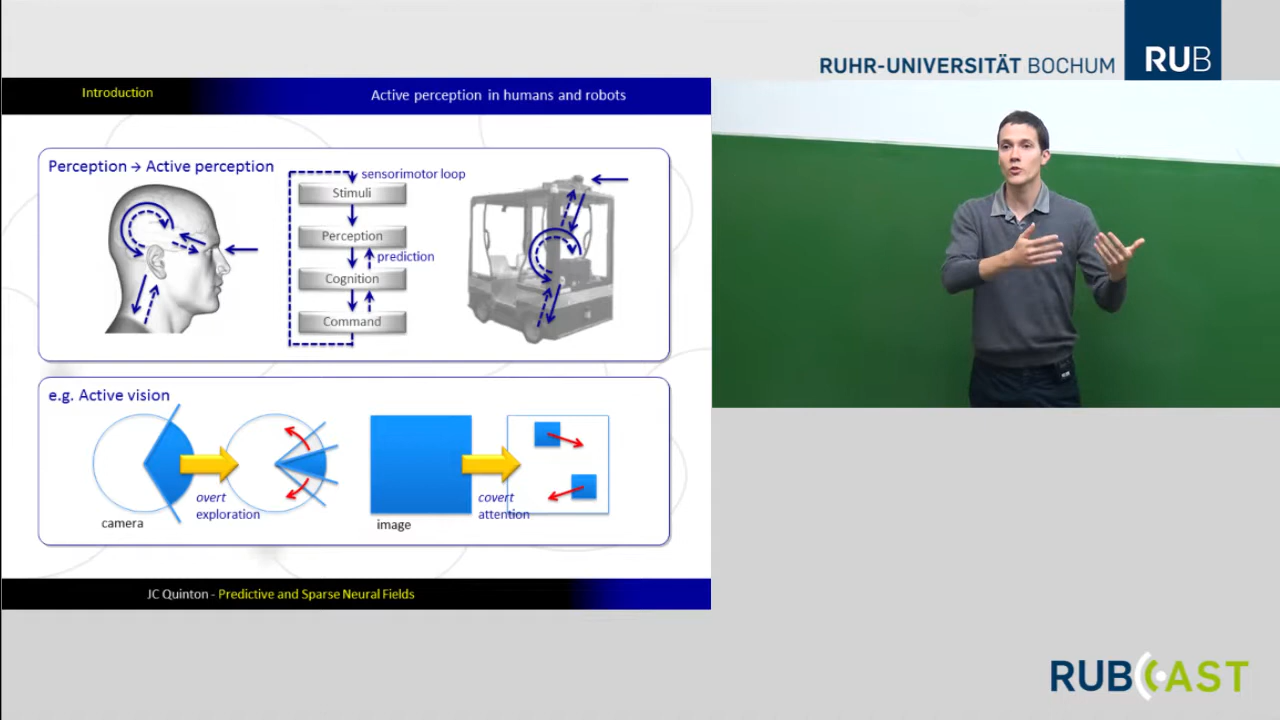 RUHR-UNIVERSITÄT BOCHUM
RUB
Introduction
Active perception in humans and robots
Perception → Active perception
sensorimotor loop
Stimuli
Perception
prediction
Cognition
Command
e.g. Active vision
overt
exploration
camera
covert
attention
image
JC Quinton - Predictive and Sparse Neural Fields
RUBCAST